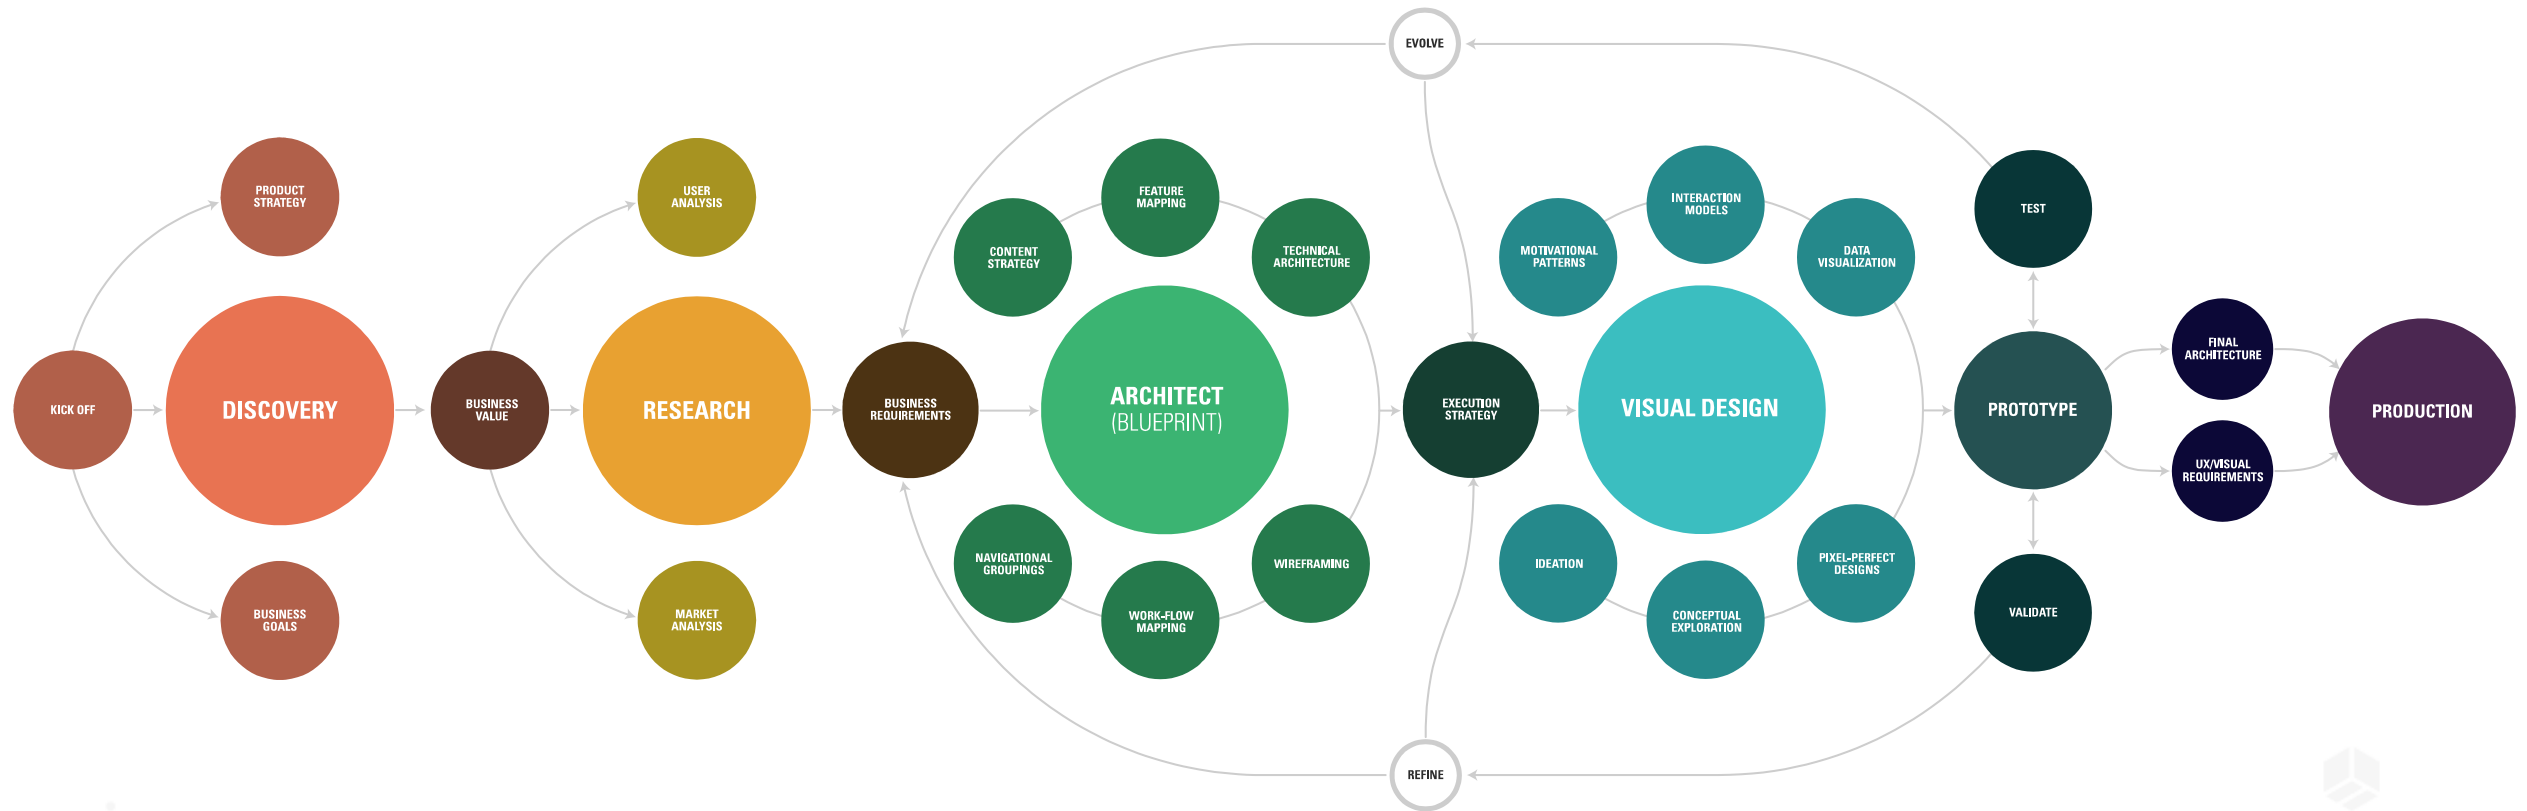 EVOLVE
PRODUCT
STRATEGY
USER
ANALYSIS
FEATURE
MAPPING
INTERACTION
MODELS
TEST
CONTENT
STRATEGY
TECHNICAL
ARCHITECTURE
MOTIVATIONAL
PATTERNS
DATA
VISUALIZATION
FINAL
ARCHITECTURE
KICK OFF
DISCOVERY
BUSINESS
VALUE
RESEARCH
BUSINESS
REQUIREMENTS
ARCHITECT
(BLUEPRINT)
EXECUTION
STRATEGY
VISUAL DESIGN
PROTOTYPE
PRODUCTION
UX/VISUAL
REQUIREMENTS
NAVIGATIONAL
GROUPINGS
WIREFRAMING
IDEATION
PIXEL-PERFECT
DESIGNS
BUSINESS
GOALS
MARKET
ANALYSIS
WORK-FLOW
MAPPING
CONCEPTUAL
EXPLORATION
VALIDATE
REFINE